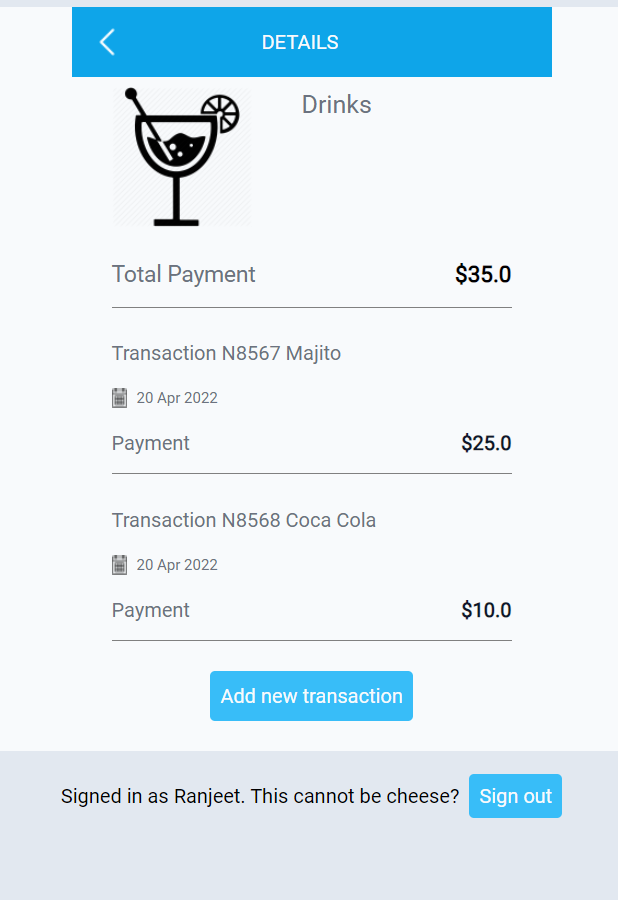 DETAILS
Drinks
Total Payment $35.0
Transaction N8567 Majito
20 Apr 2022
Payment $25.0
Transaction N8568 Coca Cola
20 Apr 2022
Payment $10.0
Add new transaction
Signed in as Ranjeet. This cannot be cheese? Sign out